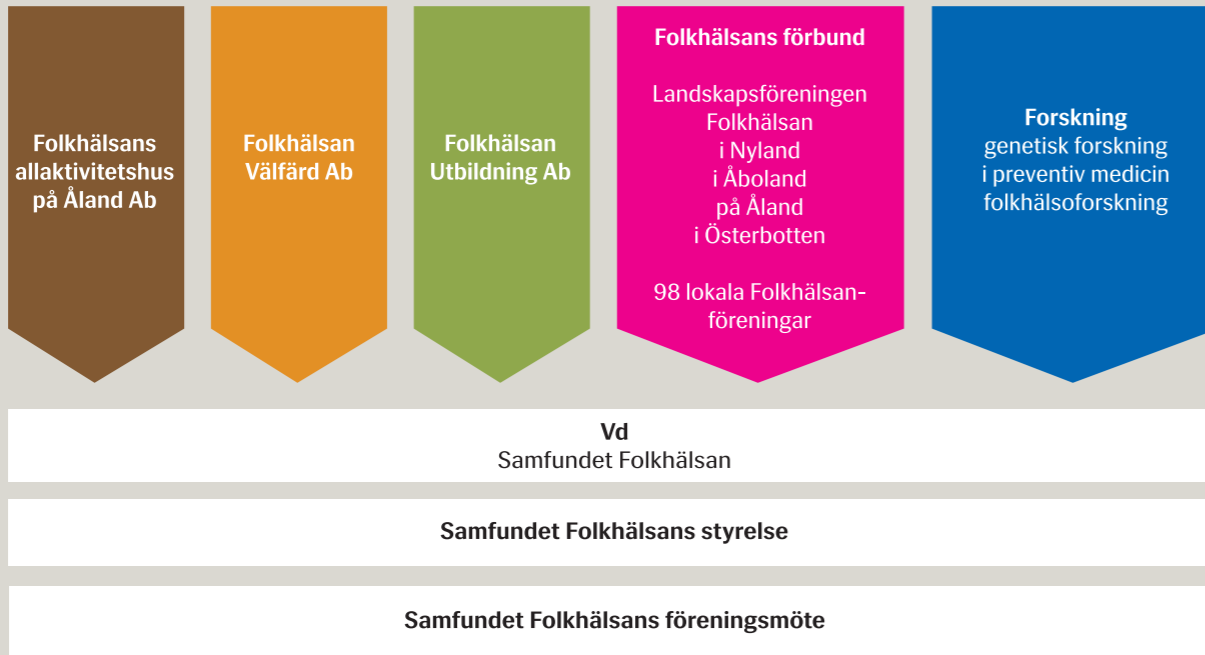 Folkhälsans
allaktivitetshus
på Åland Ab
Folkhälsan
Välfärd Ab
Folkhälsan
Utbildning Ab
Folkhälsans förbund
Landskapsföreningen
Folkhälsan
i Nyland
i Åboland
på Åland
i Österbotten
98 lokala Folkhälsan-
föreningar
Forskning
genetisk forskning
i preventiv medicin
folkhälsoforskning
Vd
Samfundet Folkhälsan
Samfundet Folkhälsans styrelse
Samfundet Folkhälsans föreningsmöte